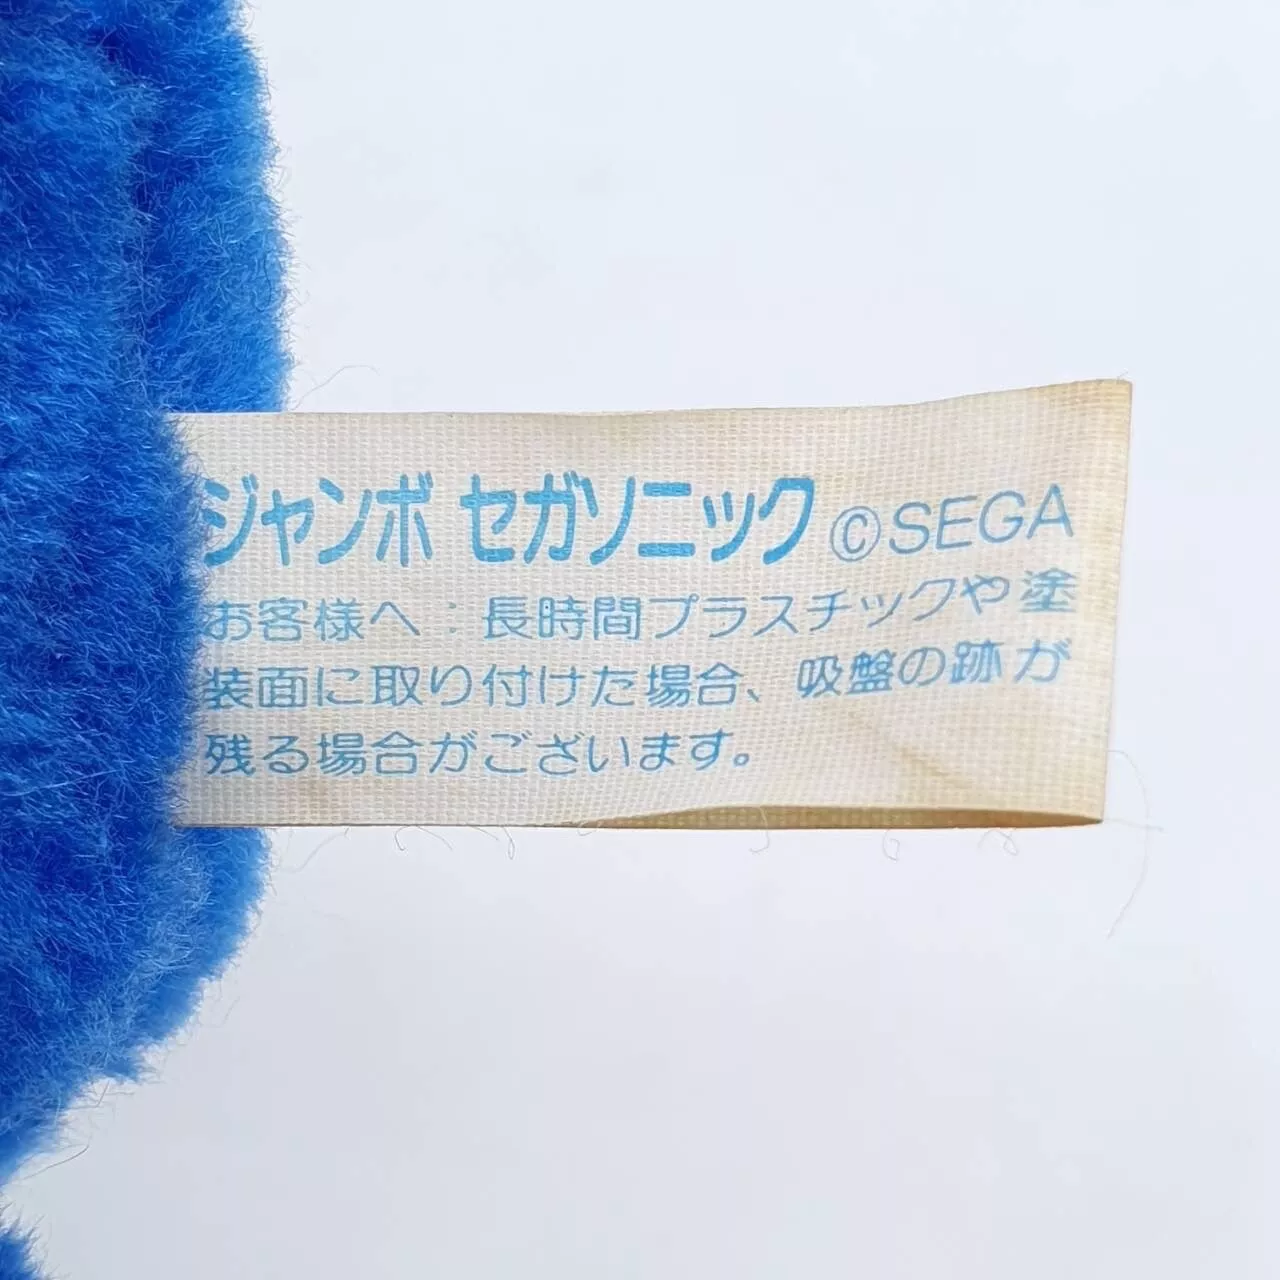 ジャンボ セガソニック ©SEGA
お客様へ:長時間プラスチックや塗
装面に取り付けた場合、吸盤の跡が
残る場合がございます。